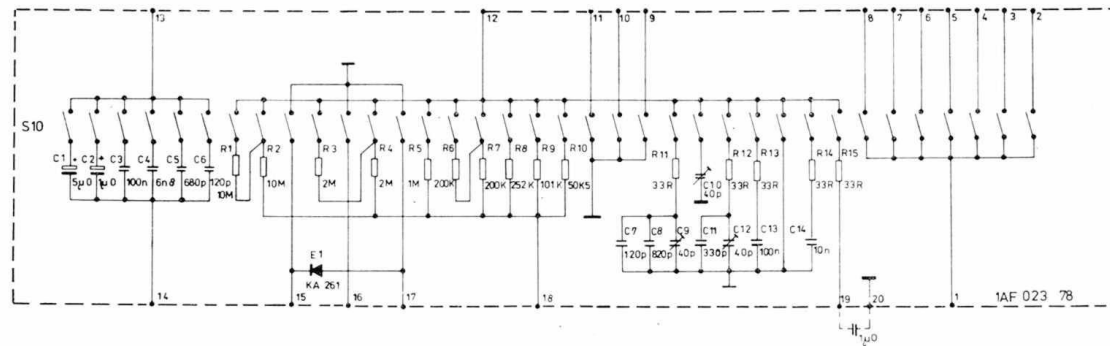 13 12 11 10 9 8 7 6 5 4 3 2
S10
C1 + C2 + C3 C4 C5 C6 R1 R2 R3 R4 R5 R6 R7 R8 R9 R10 R11 C10 R12 R13 R14 R15
5µ0 1µ0 100n 6n8 680p 120p 10M 10M 2M 2M 1M 200K 200K 252K 101K 50K5 33R 40p 33R 33R 33R 33R
C7 C8 C9 C11 C12 C13 C14
120p 820p 40p 330p 40p 100n 10n
E1
KA 261
14 15 16 17 18 19 20 1 1AF 023 78
1µ0